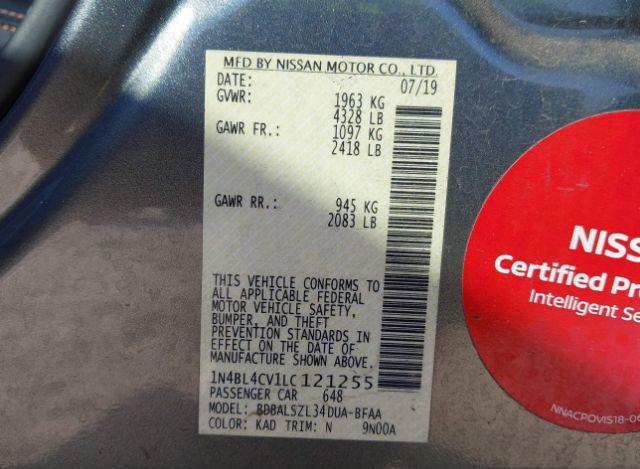 MFD BY NISSAN MOTOR CO., LTD.
DATE: 07/19
GVWR: 1963 KG
4328 LB
GAWR FR.: 1097 KG
2418 LB
GAWR RR.: 945 KG
2083 LB
THIS VEHICLE CONFORMS TO
ALL APPLICABLE FEDERAL
MOTOR VEHICLE SAFETY,
BUMPER, AND THEFT
PREVENTION STANDARDS IN
EFFECT ON THE DATE OF
MANUFACTURE SHOWN ABOVE.
1N4BL4CV1LC121255
PASSENGER CAR 648
MODEL: BDBALSZL34DUA-BFAA
COLOR: KAD TRIM: N 9N00A
NISS
Certified Pr
Intelligent Se
NNACPOVIS18-0